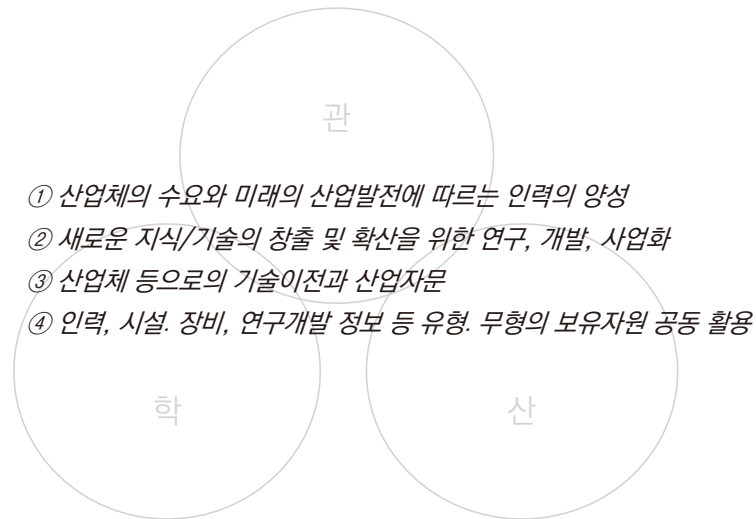 관
① 산업체의 수요와 미래의 산업발전에 따르는 인력의 양성
② 새로운 지식/기술의 창출 및 확산을 위한 연구, 개발, 사업화
③ 산업체 등으로의 기술이전과 산업자문
④ 인력, 시설. 장비, 연구개발 정보 등 유형. 무형의 보유자원 공동 활용
학
산